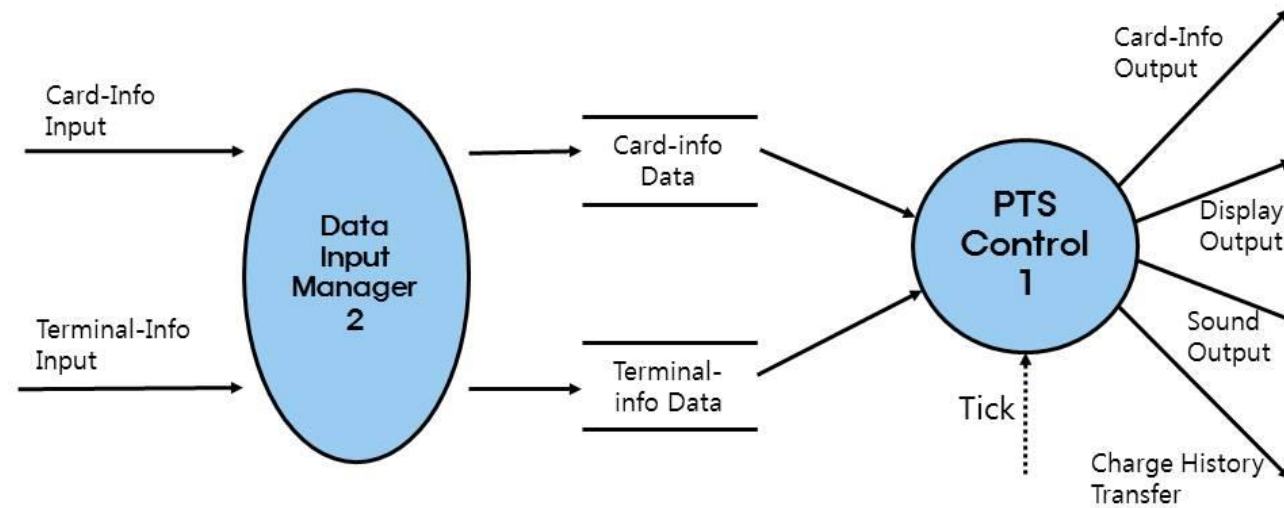 Card-Info
Input
Terminal-Info
Input
Data
Input
Manager
2
Card-info
Data
Terminal-
info Data
PTS
Control
1
Tick
Card-Info
Output
Display
Output
Sound
Output
Charge History
Transfer